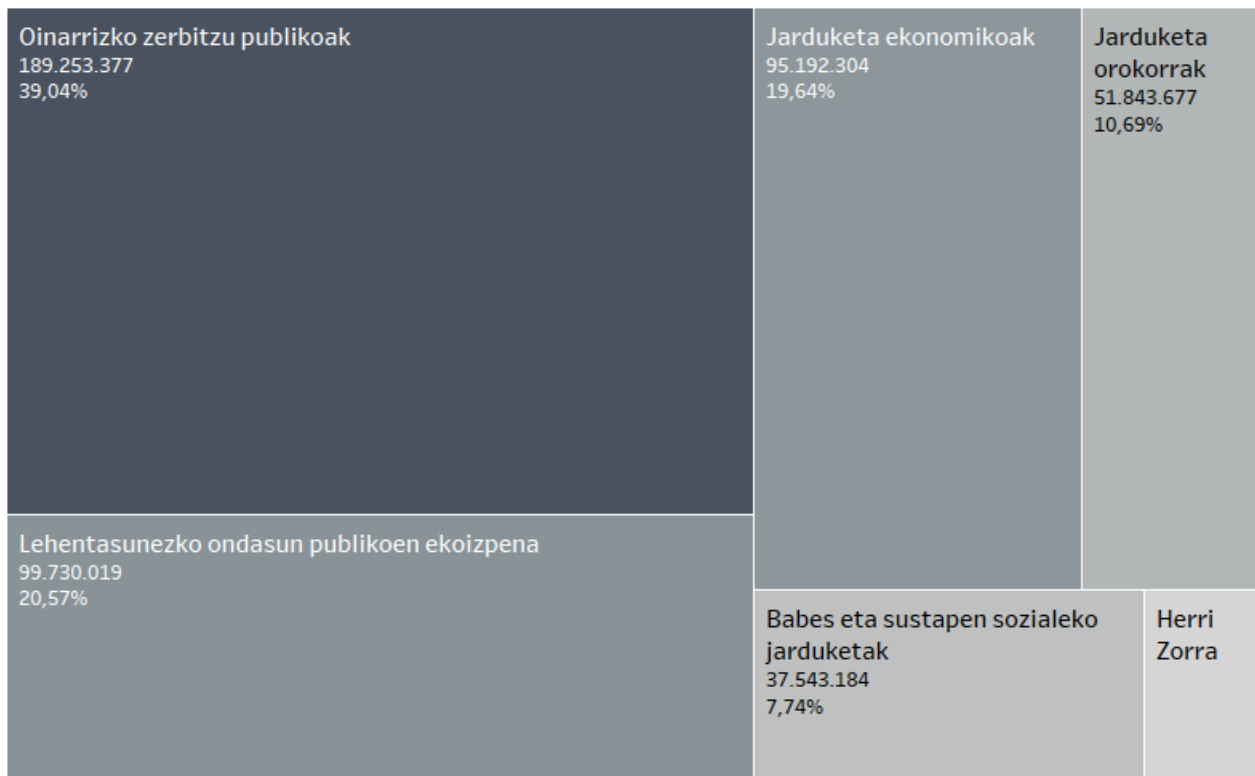 Oinarrizko zerbitzu publikoak
189.253.377
39,04%
Lehentasunezko ondasun publikoen ekoizpena
99.730.019
20,57%
Jarduketa ekonomikoak
95.192.304
19,64%
Jarduketa
orokorrak
51.843.677
10,69%
Babes eta sustapen sozialeko
jarduketak
37.543.184
7,74%
Herri
Zorra